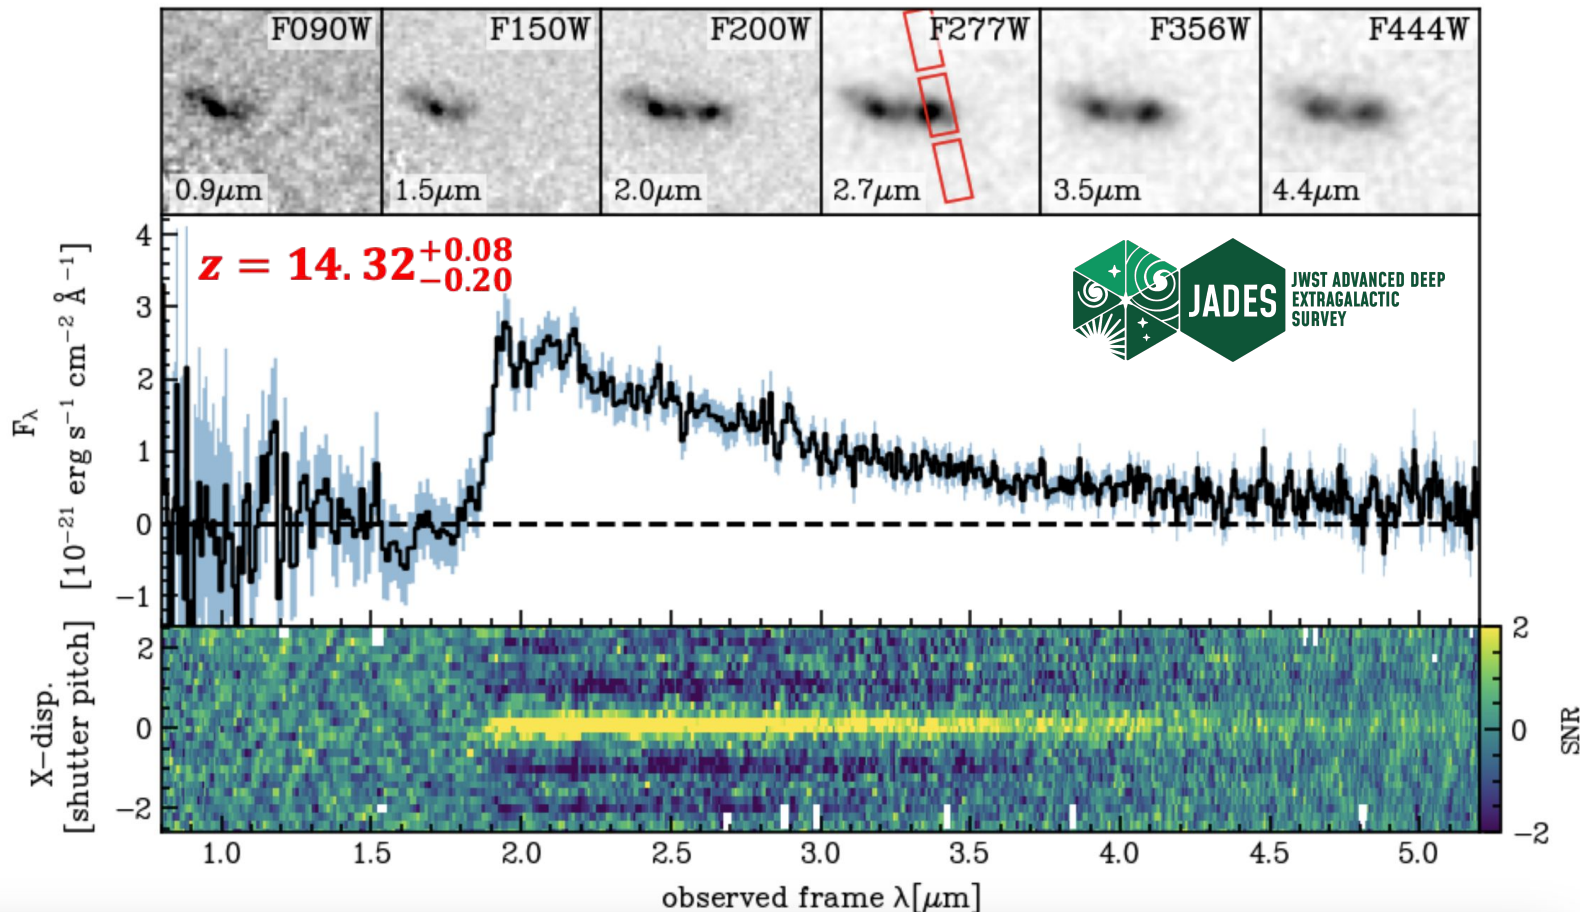 F090W F150W F200W F277W F356W F444W
0.9μm 1.5μm 2.0μm 2.7μm 3.5μm 4.4μm
z = 14.32+0.08−0.20
JADES
JWST ADVANCED DEEP
EXTRAGALACTIC
SURVEY
Fλ
[10−21 erg s−1 cm−2 Å −1]
4
3
2
1
0
−1
X-disp.
[shutter pitch]
2
0
−2
2
0
−2
SNR
1.0 1.5 2.0 2.5 3.0 3.5 4.0 4.5 5.0
observed frame λ[μm]